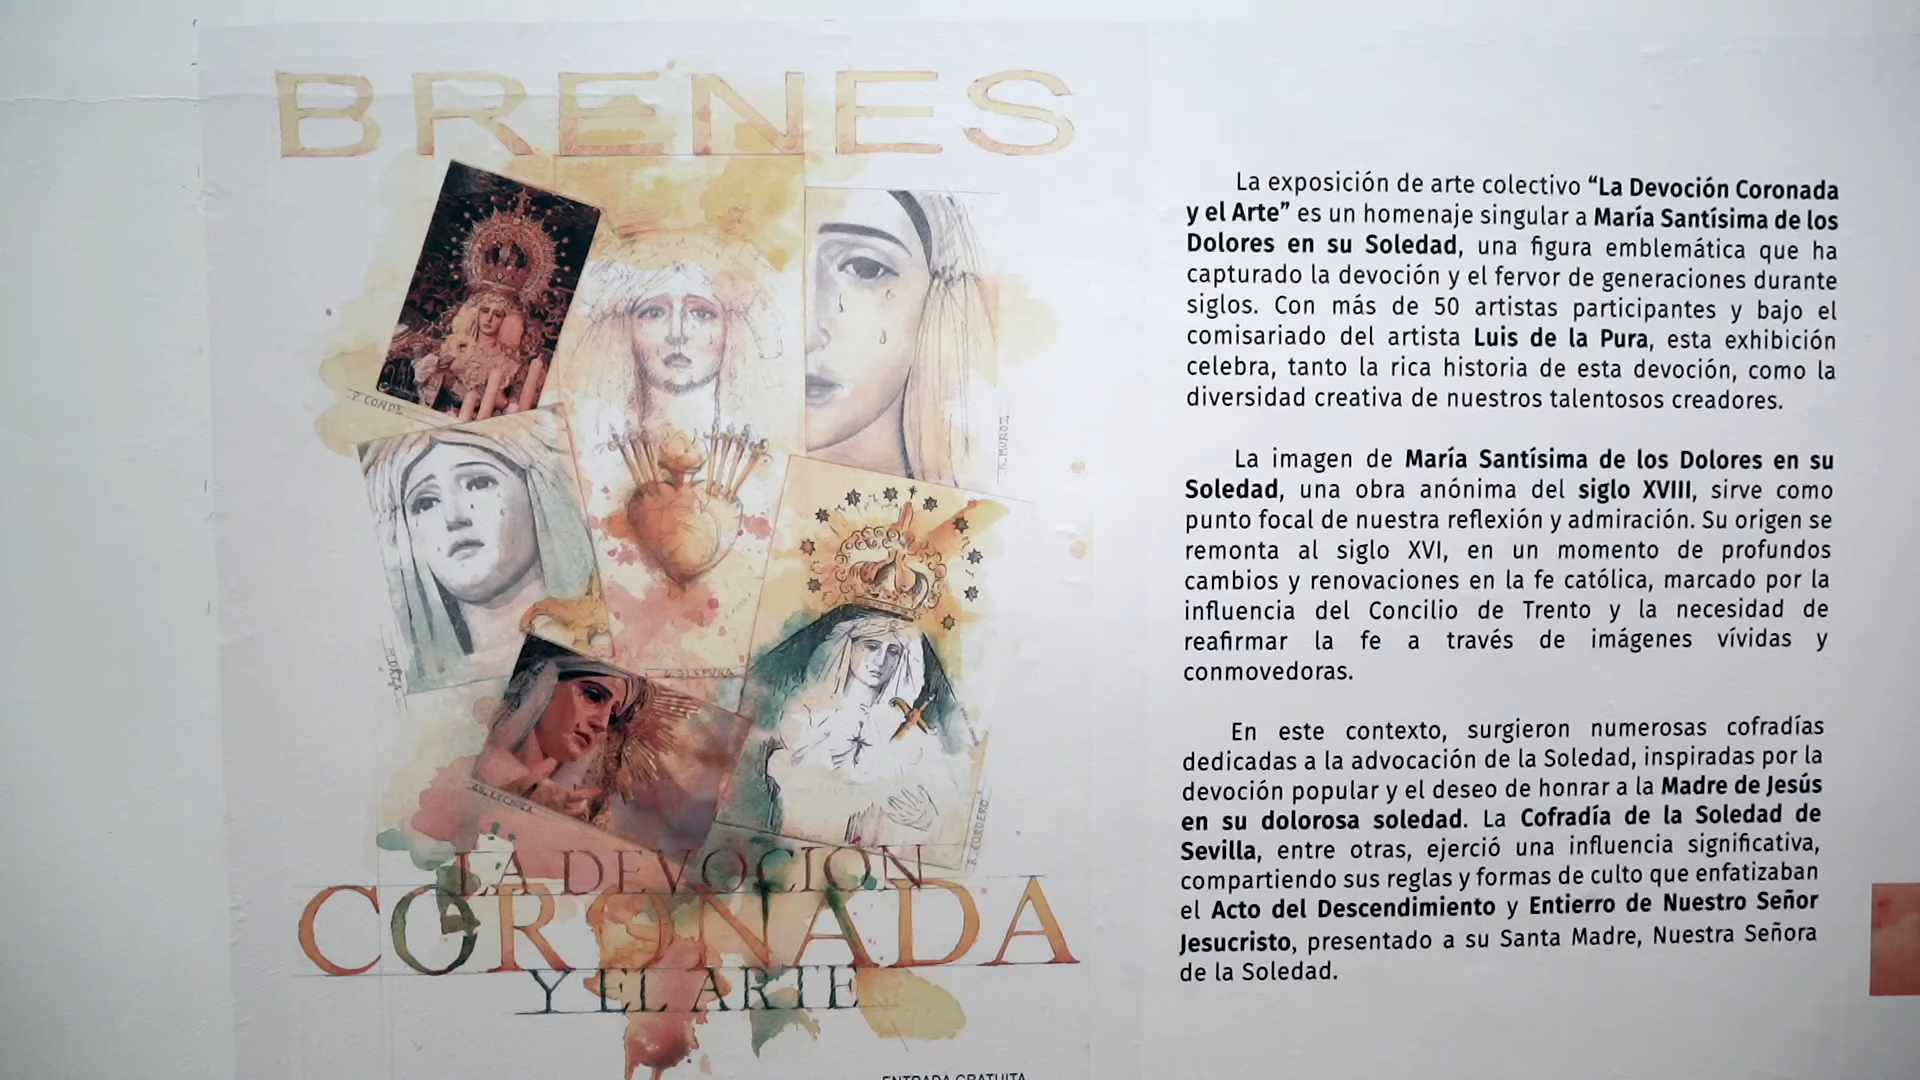 BRENES
P. CONDE
R. MUROZ
L. D LA PURA
GIL LECHUGA
R. CORDERO
LA DEVOCION
CORONADA
Y EL ARTE
ENTRADA GRATUITA
La exposición de arte colectivo “La Devoción Coronada
y el Arte” es un homenaje singular a María Santísima de los
Dolores en su Soledad, una figura emblemática que ha
capturado la devoción y el fervor de generaciones durante
siglos. Con más de 50 artistas participantes y bajo el
comisariado del artista Luis de la Pura, esta exhibición
celebra, tanto la rica historia de esta devoción, como la
diversidad creativa de nuestros talentosos creadores.
La imagen de María Santísima de los Dolores en su
Soledad, una obra anónima del siglo XVIII, sirve como
punto focal de nuestra reflexión y admiración. Su origen se
remonta al siglo XVI, en un momento de profundos
cambios y renovaciones en la fe católica, marcado por la
influencia del Concilio de Trento y la necesidad de
reafirmar la fe a través de imágenes vívidas y
conmovedoras.
En este contexto, surgieron numerosas cofradías
dedicadas a la advocación de la Soledad, inspiradas por la
devoción popular y el deseo de honrar a la Madre de Jesús
en su dolorosa soledad. La Cofradía de la Soledad de
Sevilla, entre otras, ejerció una influencia significativa,
compartiendo sus reglas y formas de culto que enfatizaban
el Acto del Descendimiento y Entierro de Nuestro Señor
Jesucristo, presentado a su Santa Madre, Nuestra Señora
de la Soledad.